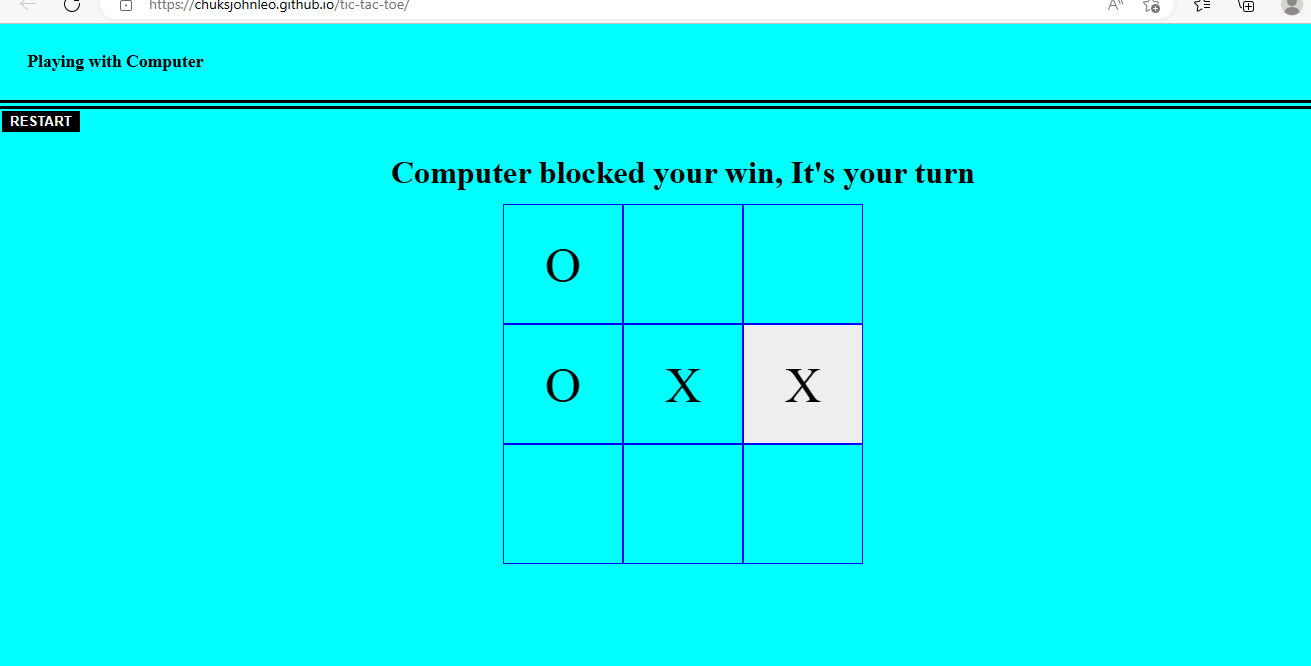 https://chuksjohnleo.github.io/tic-tac-toe/
Playing with Computer
RESTART
Computer blocked your win, It's your turn
O
O X X